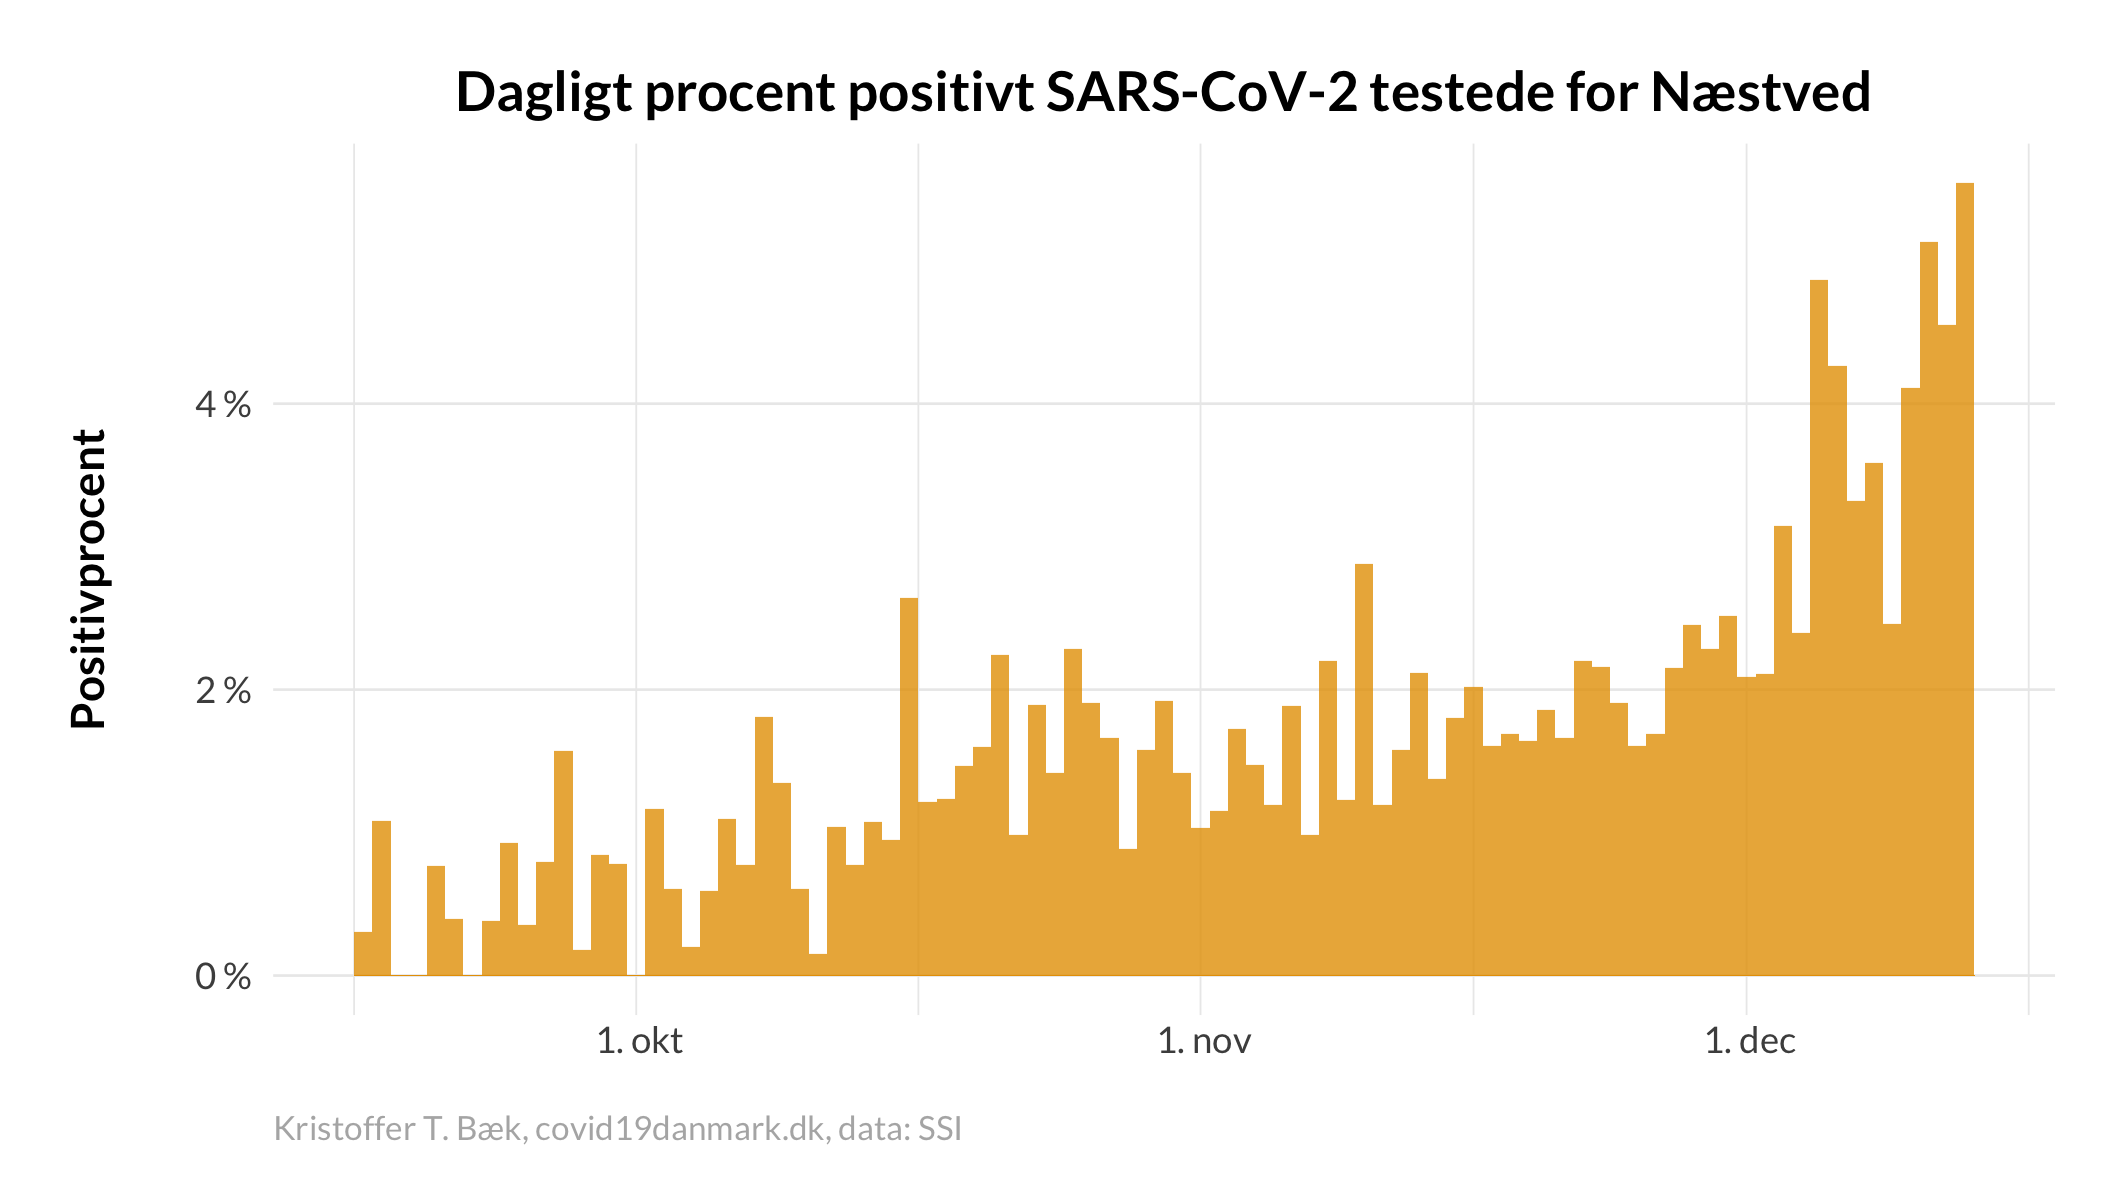 Dagligt procent positivt SARS-CoV-2 testede for Næstved
Positivprocent
4 %
2 %
0 %
1. okt
1. nov
1. dec
Kristoffer T. Bæk, covid19danmark.dk, data: SSI